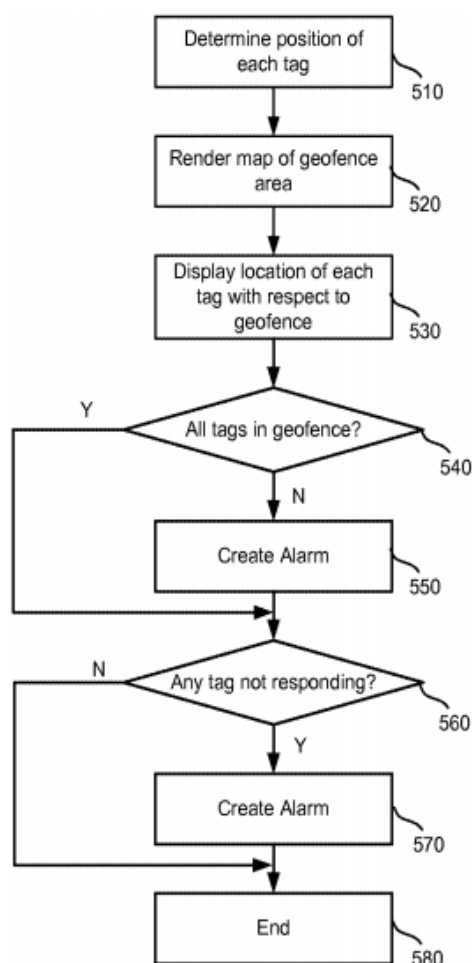 Determine position of
each tag
510
Render map of geofence
area
520
Display location of each
tag with respect to
geofence
530
Y
All tags in geofence?
540
N
Create Alarm
550
N
Any tag not responding?
560
Y
Create Alarm
570
End
580